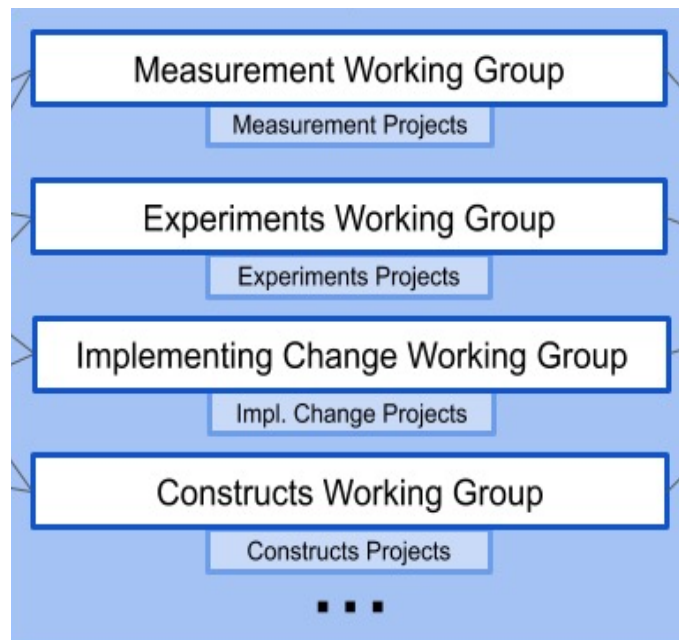 Measurement Working Group
Measurement Projects
Experiments Working Group
Experiments Projects
Implementing Change Working Group
Impl. Change Projects
Constructs Working Group
Constructs Projects
...